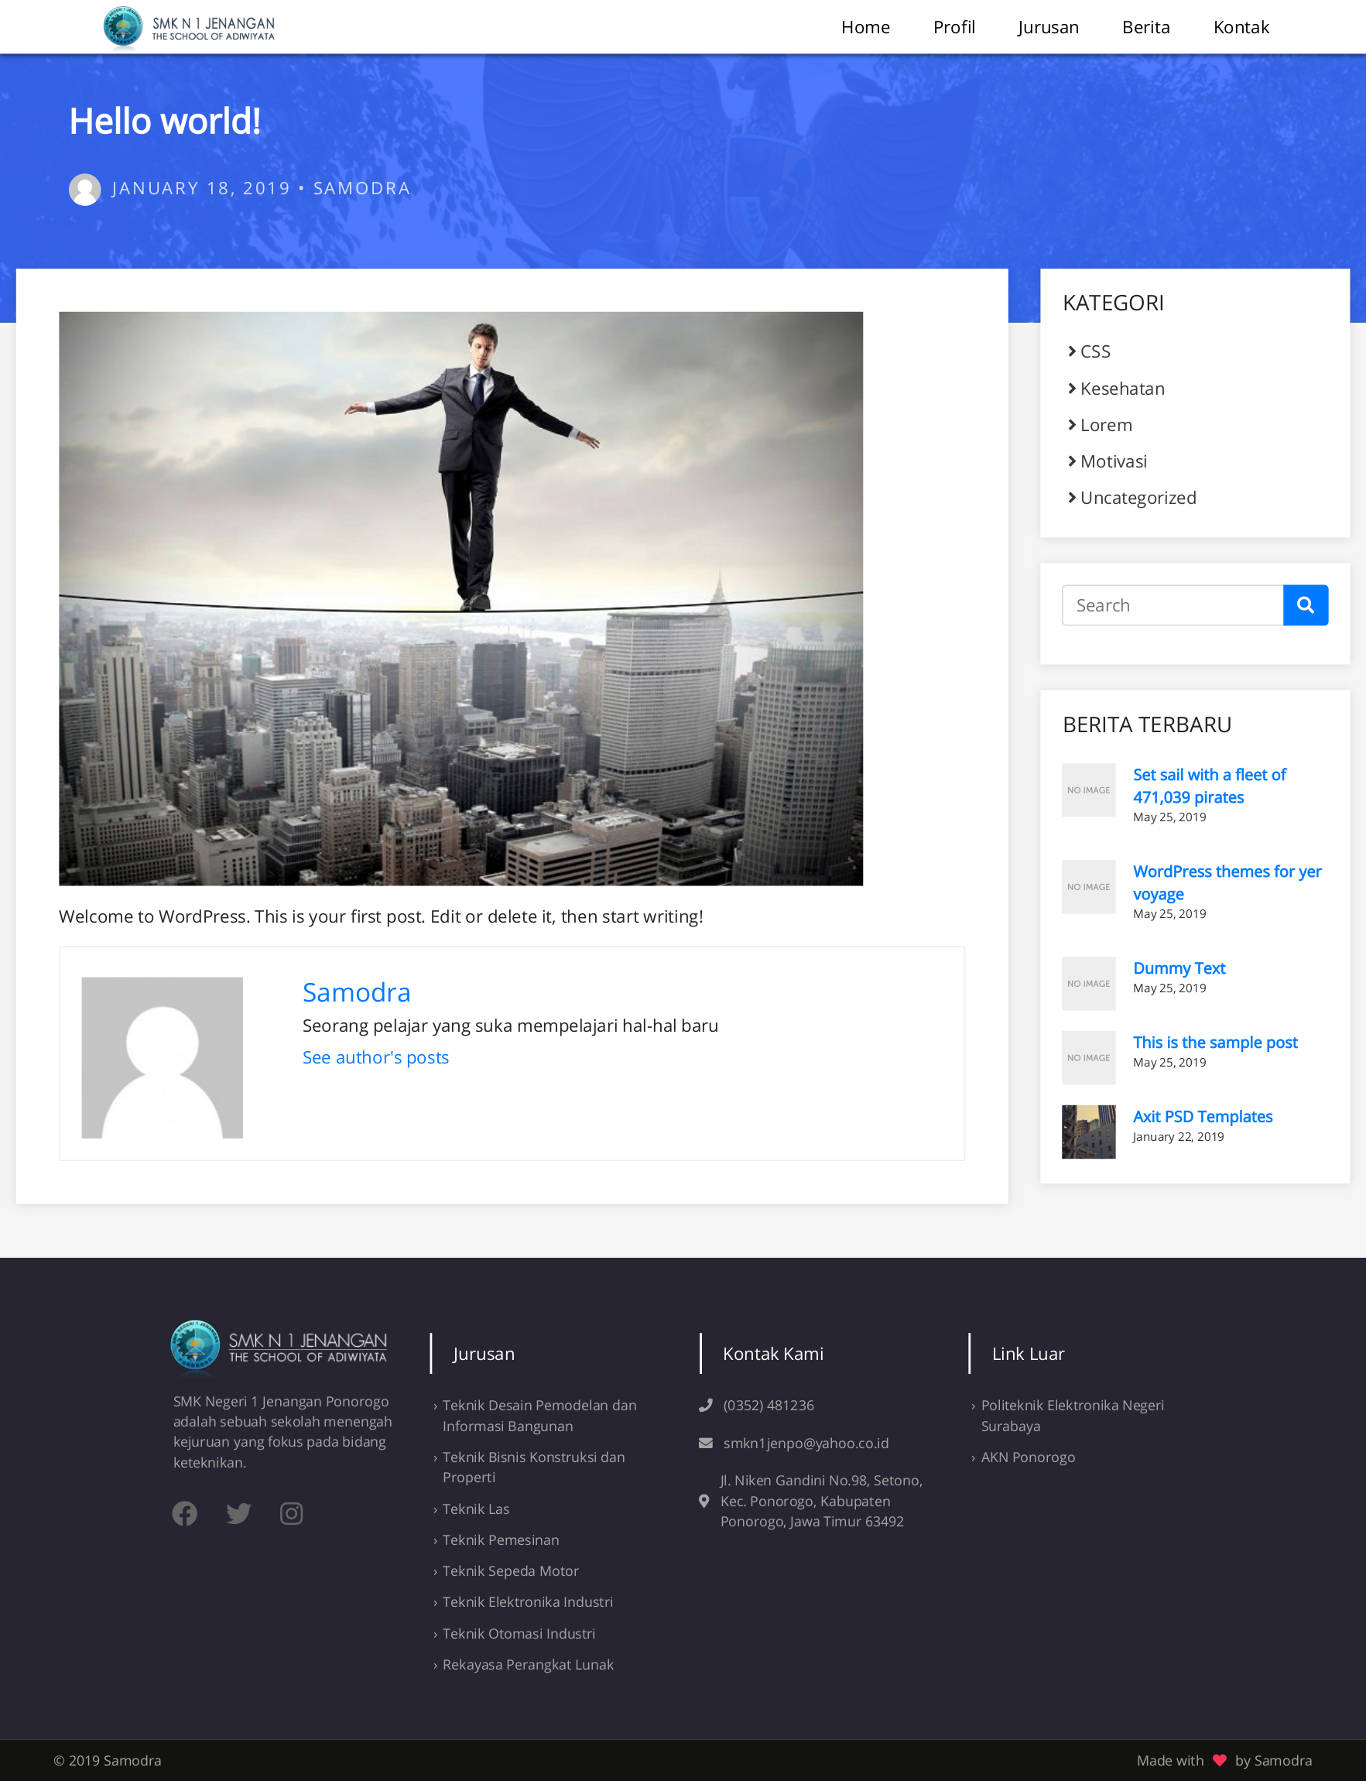 SMK N 1 JENANGAN
THE SCHOOL OF ADIWIYATA
Home Profil Jurusan Berita Kontak
Hello world!
JANUARY 18, 2019 • SAMODRA
Welcome to WordPress. This is your first post. Edit or delete it, then start writing!
Samodra
Seorang pelajar yang suka mempelajari hal-hal baru
See author's posts
KATEGORI
CSS
Kesehatan
Lorem
Motivasi
Uncategorized
Search
BERITA TERBARU
NO IMAGE
Set sail with a fleet of
471,039 pirates
May 25, 2019
NO IMAGE
WordPress themes for yer
voyage
May 25, 2019
NO IMAGE
Dummy Text
May 25, 2019
NO IMAGE
This is the sample post
May 25, 2019
Axit PSD Templates
January 22, 2019
SMK N 1 JENANGAN
THE SCHOOL OF ADIWIYATA
SMK Negeri 1 Jenangan Ponorogo
adalah sebuah sekolah menengah
kejuruan yang fokus pada bidang
keteknikan.
Jurusan
› Teknik Desain Pemodelan dan
Informasi Bangunan
› Teknik Bisnis Konstruksi dan
Properti
› Teknik Las
› Teknik Pemesinan
› Teknik Sepeda Motor
› Teknik Elektronika Industri
› Teknik Otomasi Industri
› Rekayasa Perangkat Lunak
Kontak Kami
(0352) 481236
smkn1jenpo@yahoo.co.id
Jl. Niken Gandini No.98, Setono,
Kec. Ponorogo, Kabupaten
Ponorogo, Jawa Timur 63492
Link Luar
› Politeknik Elektronika Negeri
Surabaya
› AKN Ponorogo
© 2019 Samodra
Made with ♥ by Samodra